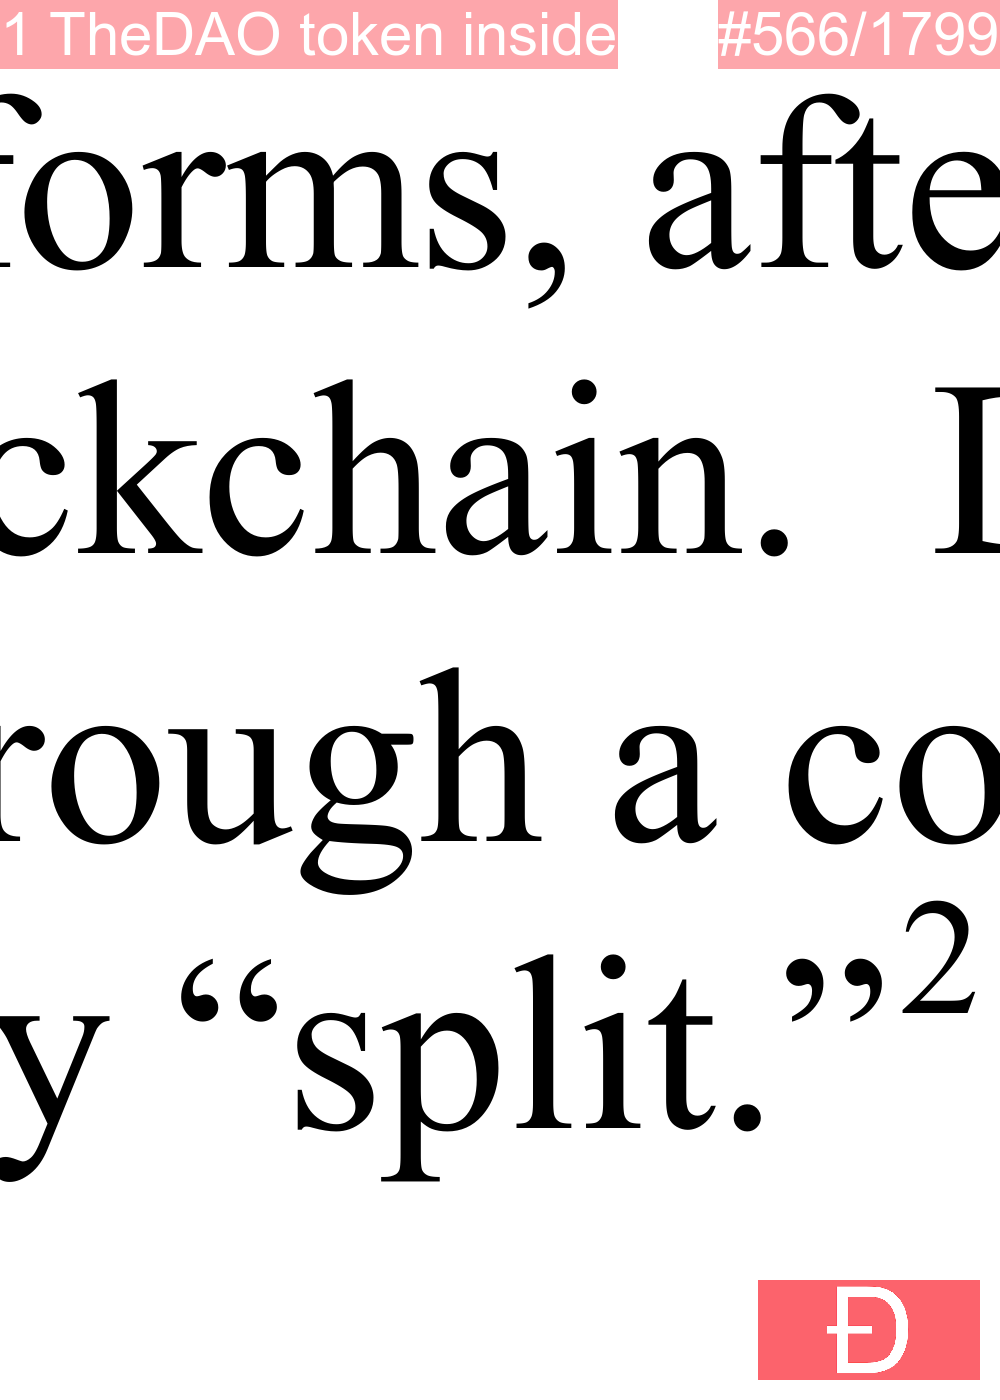 1 TheDAO token inside #566/1799
forms, afte
ckchain. D
rough a co
y “split.”2
Đ